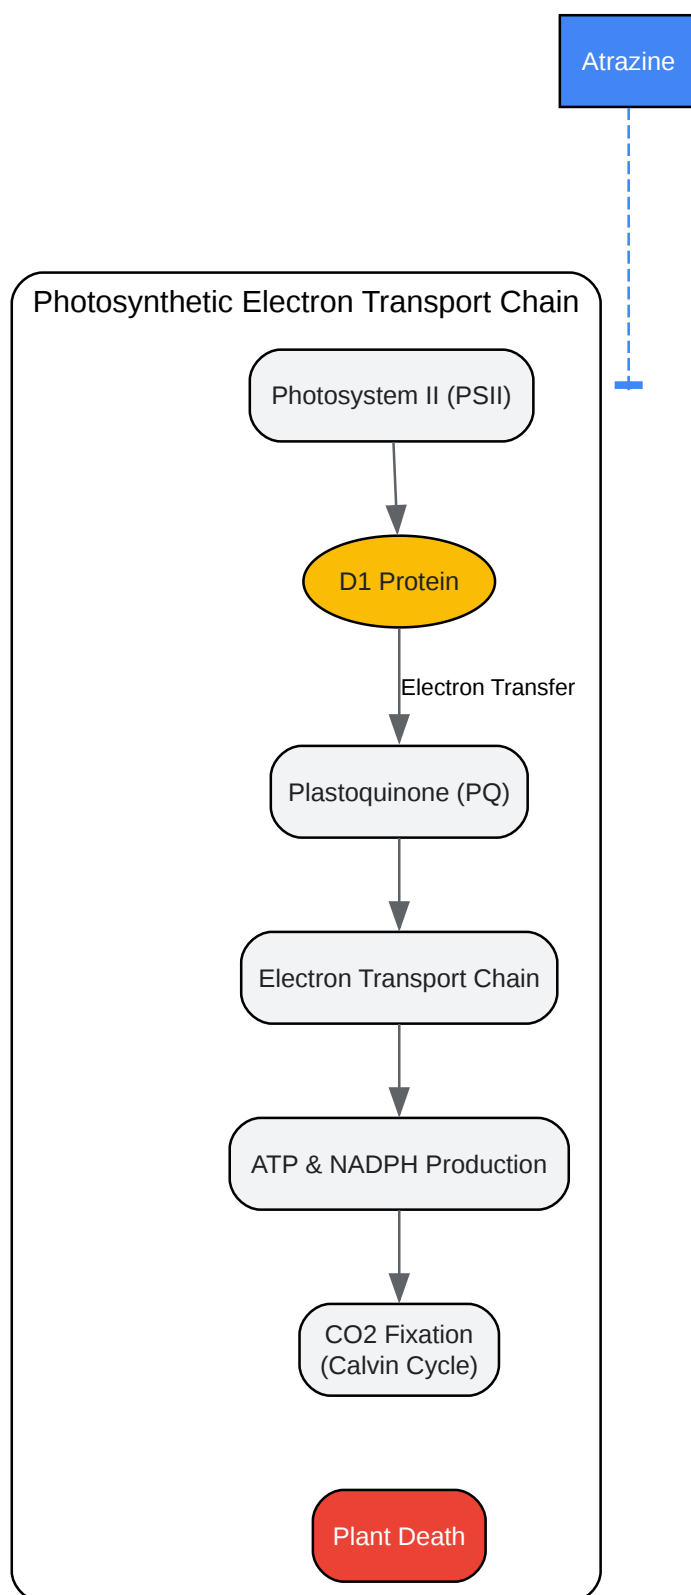 Atrazine
Photosynthetic Electron Transport Chain
Photosystem II (PSII)
D1 Protein
Electron Transfer
Plastoquinone (PQ)
Electron Transport Chain
ATP & NADPH Production
CO2 Fixation
(Calvin Cycle)
Plant Death